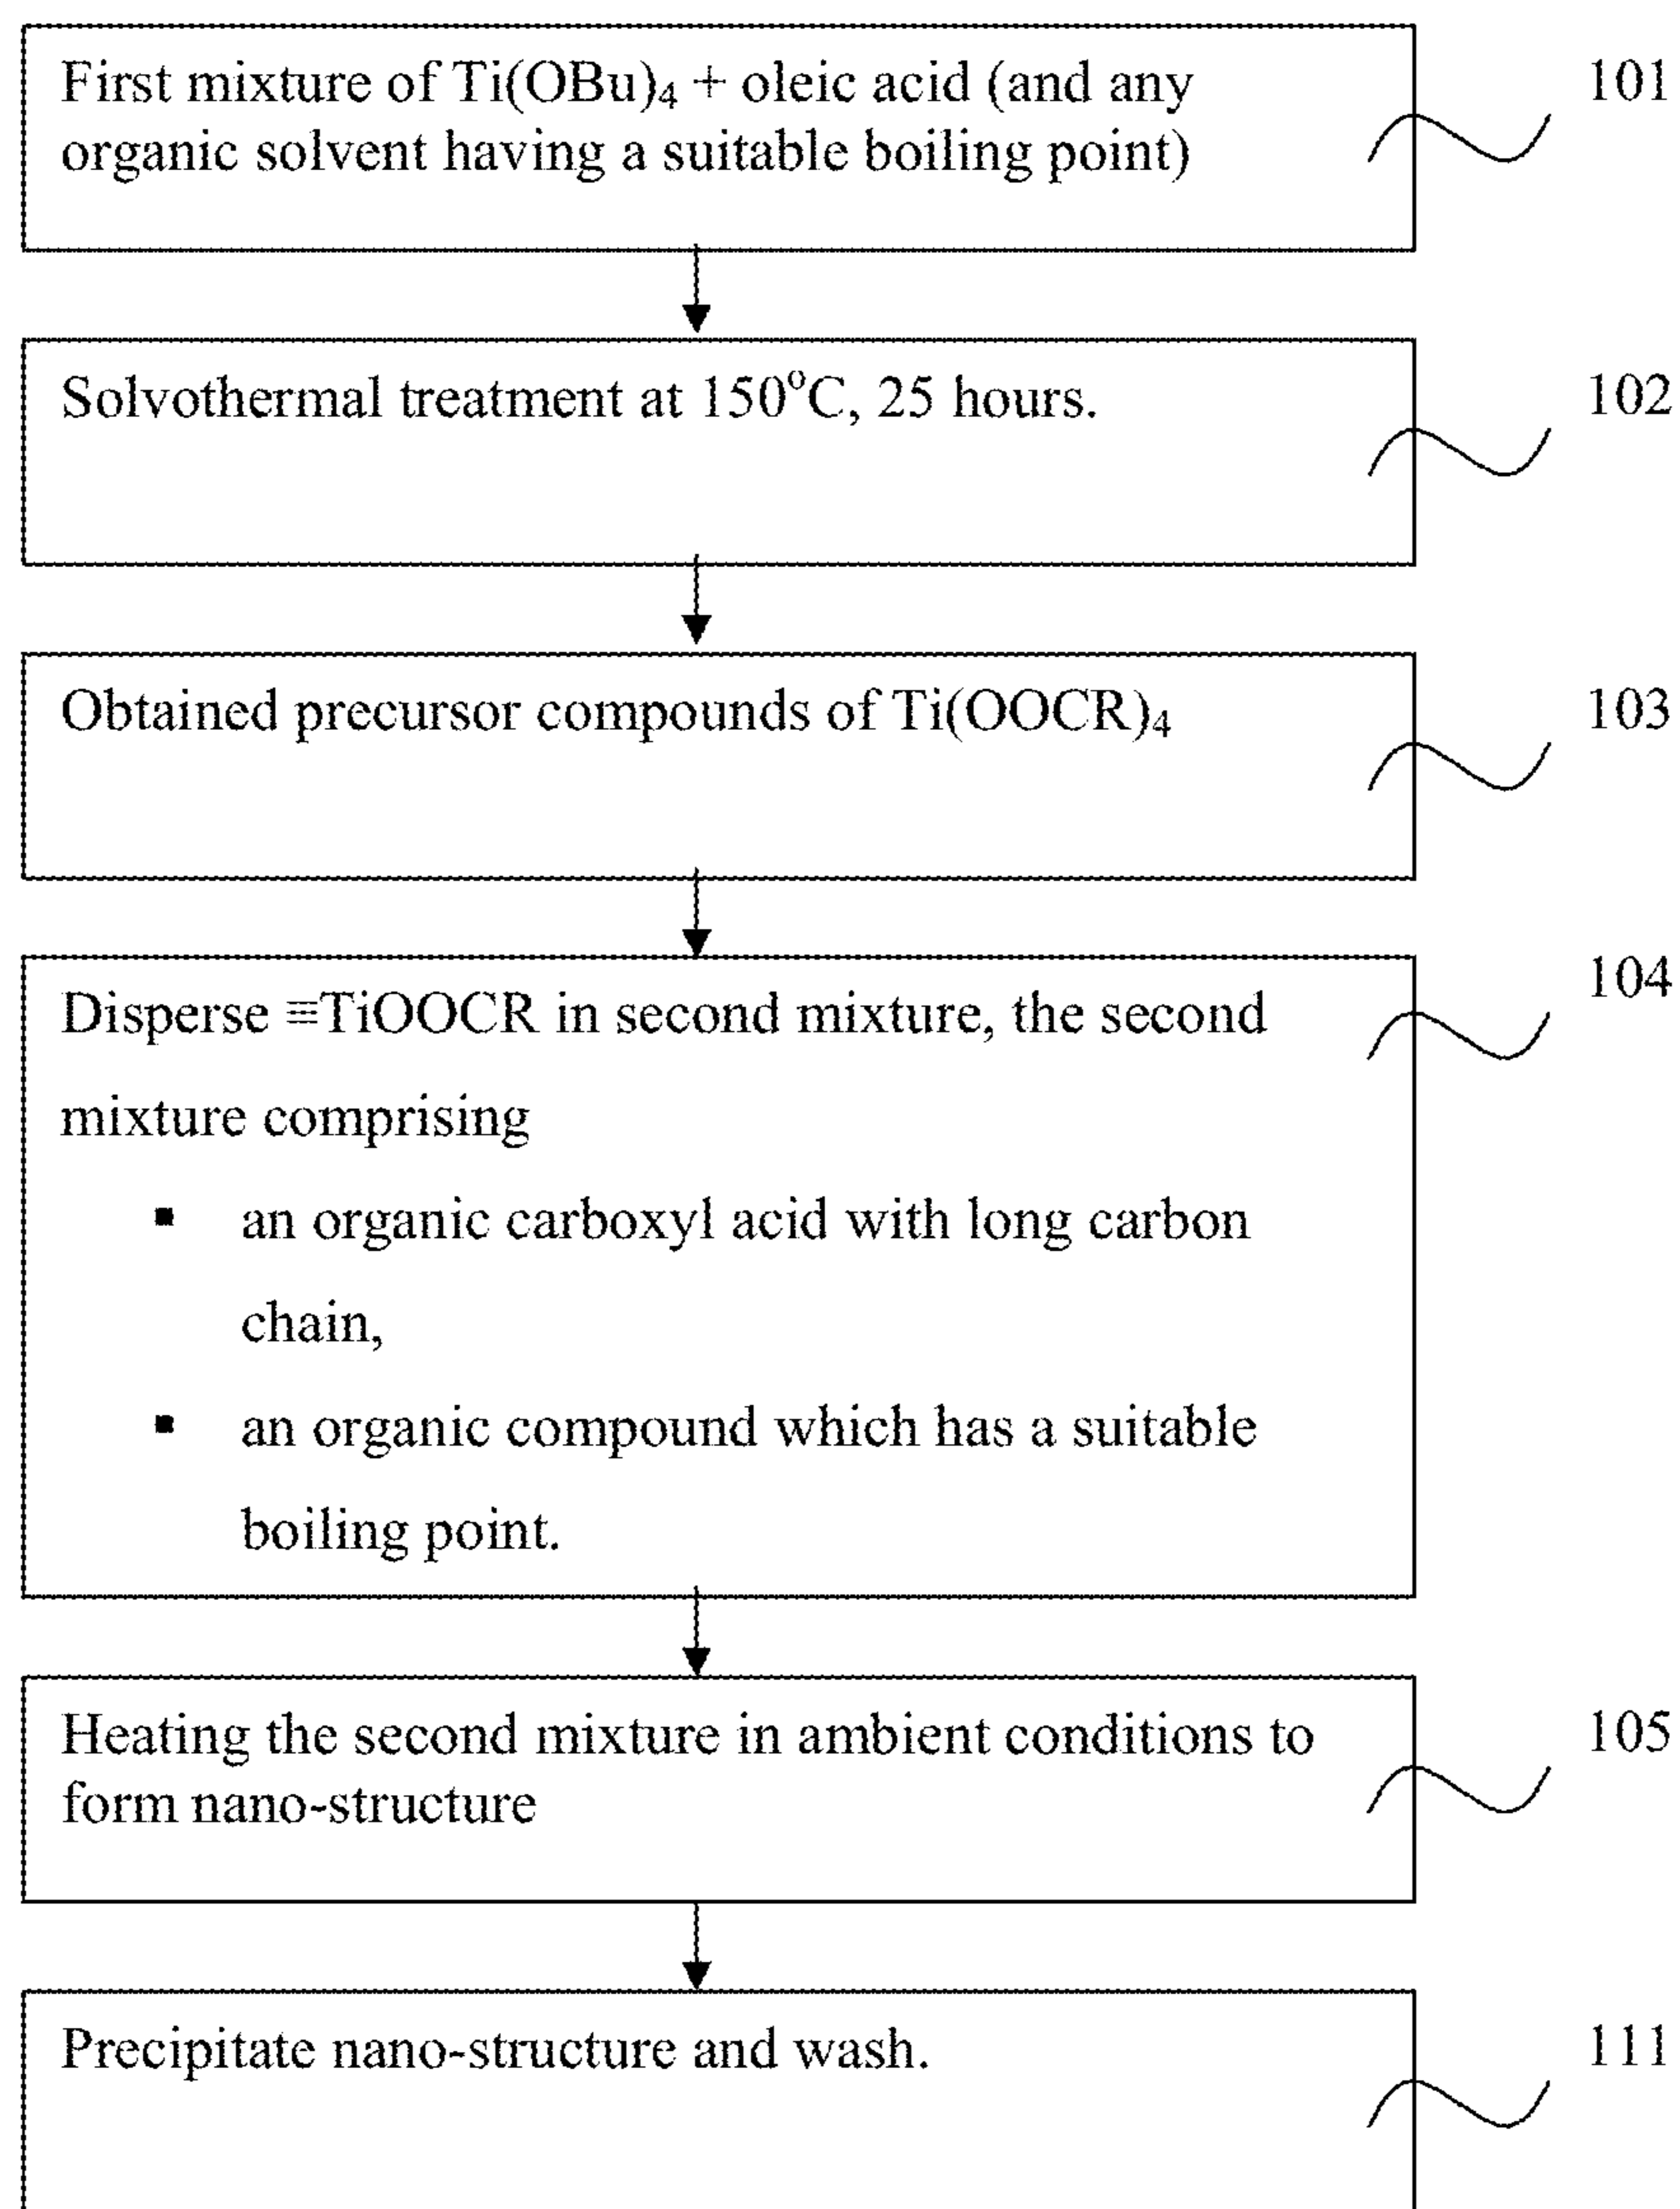 First mixture of Ti(OBu)₄ + oleic acid (and any
organic solvent having a suitable boiling point)
101
Solvothermal treatment at 150°C, 25 hours.
102
Obtained precursor compounds of Ti(OOCR)₄
103
Disperse ≡TiOOCR in second mixture, the second
mixture comprising
▪ an organic carboxyl acid with long carbon
chain,
▪ an organic compound which has a suitable
boiling point.
104
Heating the second mixture in ambient conditions to
form nano-structure
105
Precipitate nano-structure and wash.
111